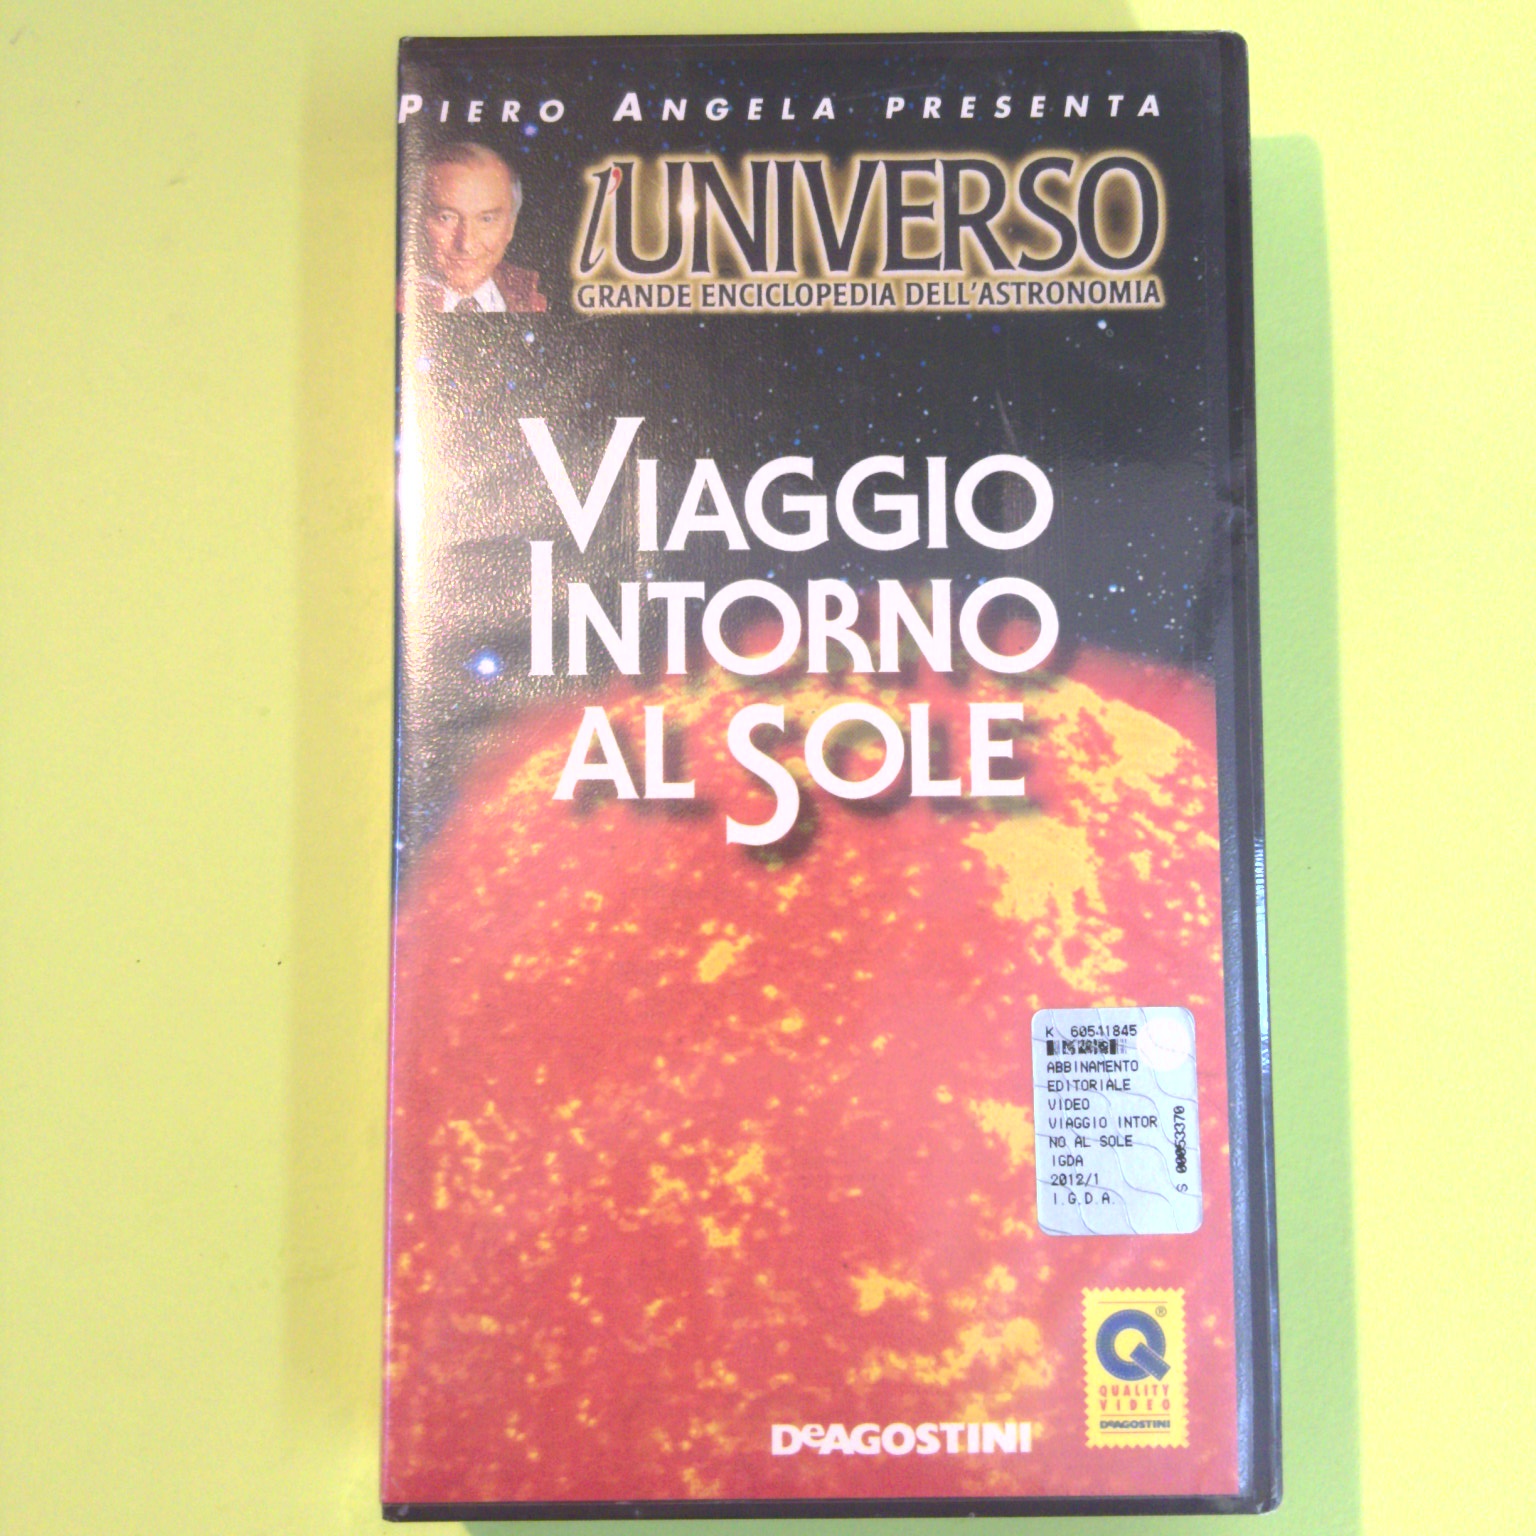 PIERO ANGELA PRESENTA
l'UNIVERSO
GRANDE ENCICLOPEDIA DELL'ASTRONOMIA
VIAGGIO
INTORNO
AL SOLE
K 60541845
ABBINAMENTO
EDITORIALE
VIDEO
VIAGGIO INTOR
NO AL SOLE
IGDA
2012/1
I.G.D.A.
S 00053370
Q®
QUALITY
VIDEO
DeAGOSTINI
DeAGOSTINI